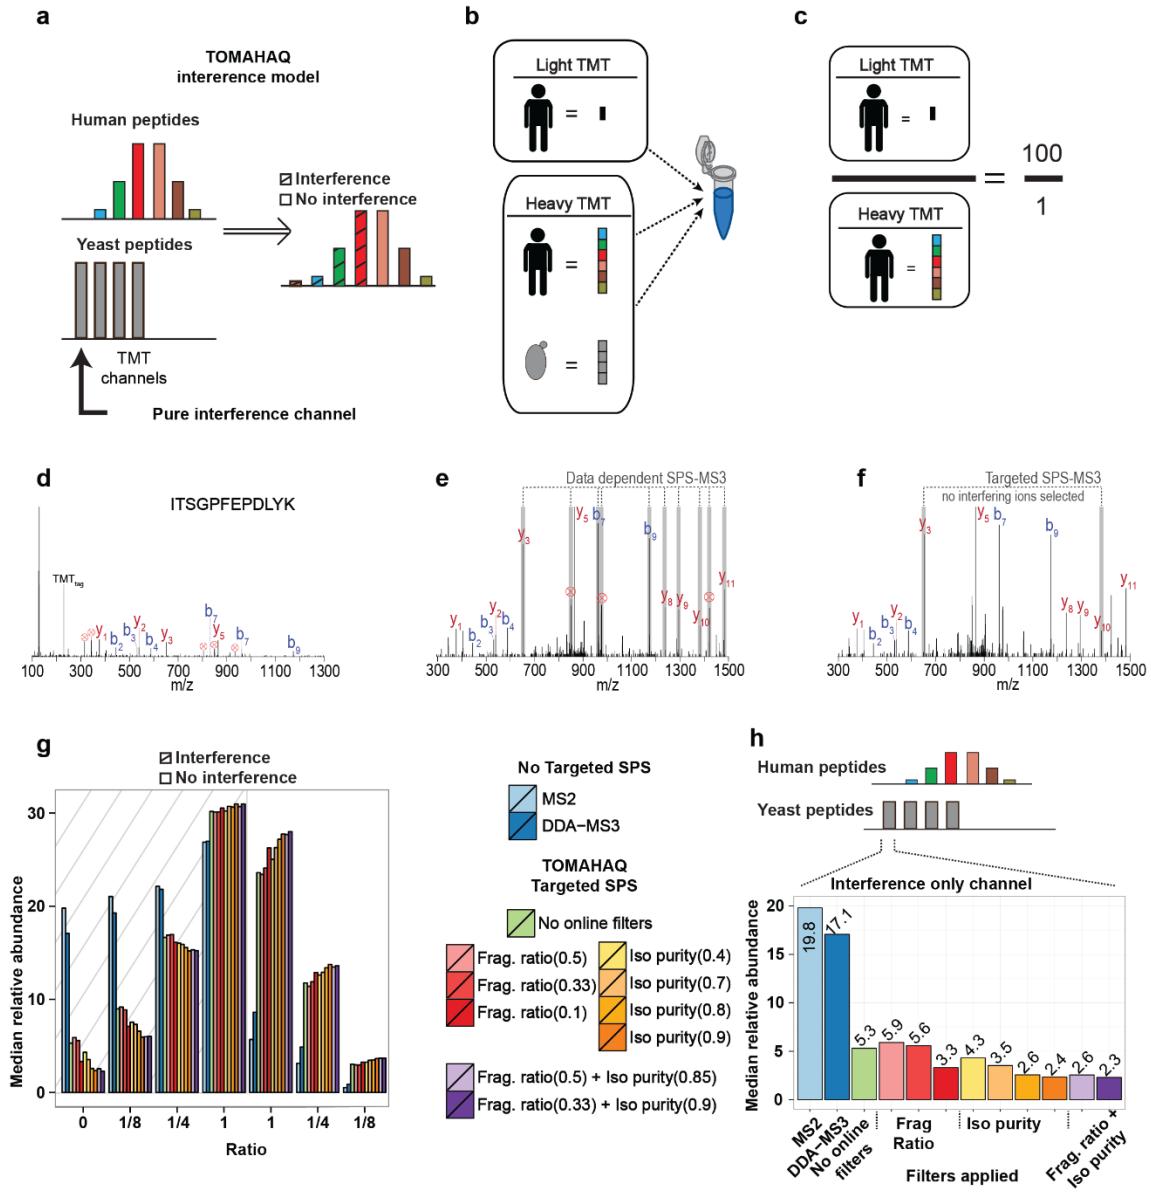 a
TOMAHAQ
intererence model
Human peptides
Interference
No interference
Yeast peptides
TMT
channels
Pure interference channel
b
Light TMT
=
Heavy TMT
=
=
c
Light TMT
=
Heavy TMT
=
=
100
1
d
ITSGPFEPDLYK
TMTtag
y1
b2
b3
y2
b4
y3
b7
y5
b7
b9
100 300 500 700 900 1100 1300
m/z
e
Data dependent SPS-MS3
y1
b2
b3
y2
b4
y3
y5
b7
b9
y8
y9
y10
y11
300 500 700 900 1100 1300 1500
m/z
f
Targeted SPS-MS3
no interfering ions selected
y1
b2
b3
y2
b4
y3
y5
b7
b9
y8
y9
y10
y11
300 500 700 900 1100 1300 1500
m/z
g
Interference
No interference
Median relative abundance
30
20
10
0
0 1/8 1/4 1 1 1/4 1/8
Ratio
No Targeted SPS
MS2
DDA−MS3
TOMAHAQ
Targeted SPS
No online filters
Frag. ratio(0.5)
Frag. ratio(0.33)
Frag. ratio(0.1)
Iso purity(0.4)
Iso purity(0.7)
Iso purity(0.8)
Iso purity(0.9)
Frag. ratio(0.5) + Iso purity(0.85)
Frag. ratio(0.33) + Iso purity(0.9)
h
Human peptides
Yeast peptides
Interference only channel
Median relative abundance
20
15
10
5
0
19.8 17.1 5.3 5.9 5.6 3.3 4.3 3.5 2.6 2.4 2.6 2.3
MS2
DDA−MS3
No online
filters
Frag
Ratio
Iso purity
Frag. ratio +
Iso purity
Filters applied